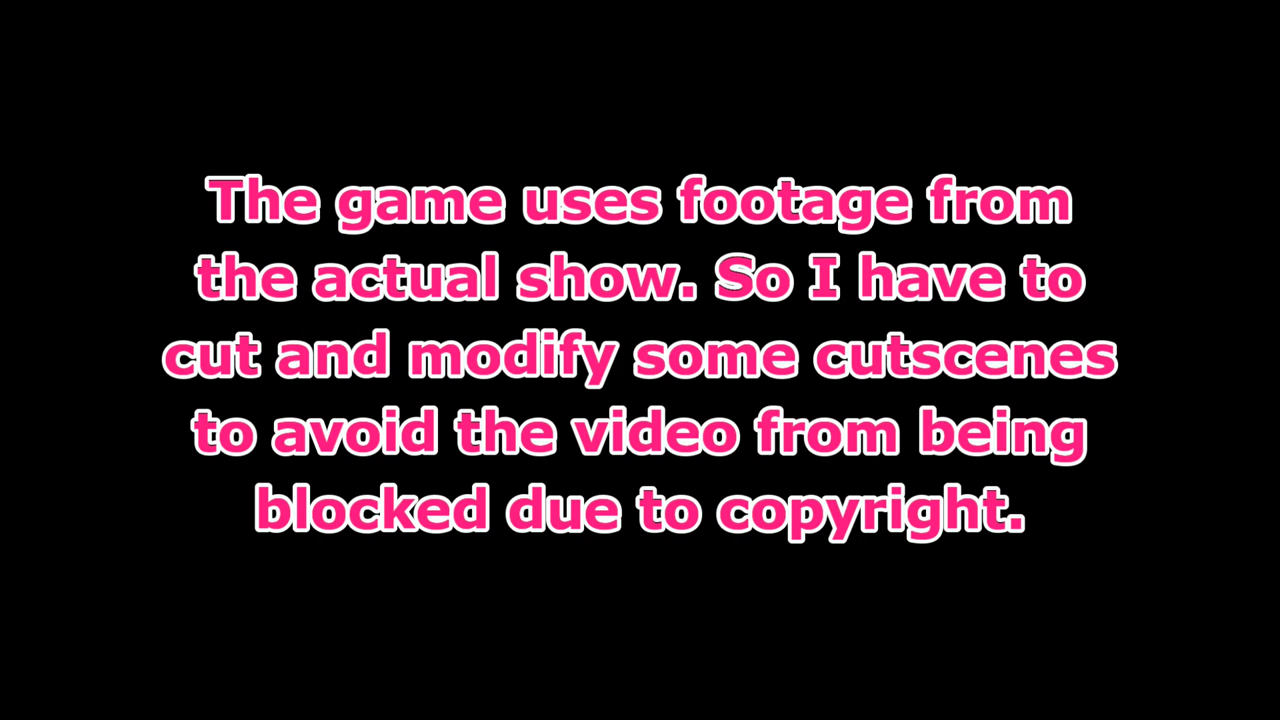 The game uses footage from
the actual show. So I have to
cut and modify some cutscenes
to avoid the video from being
blocked due to copyright.